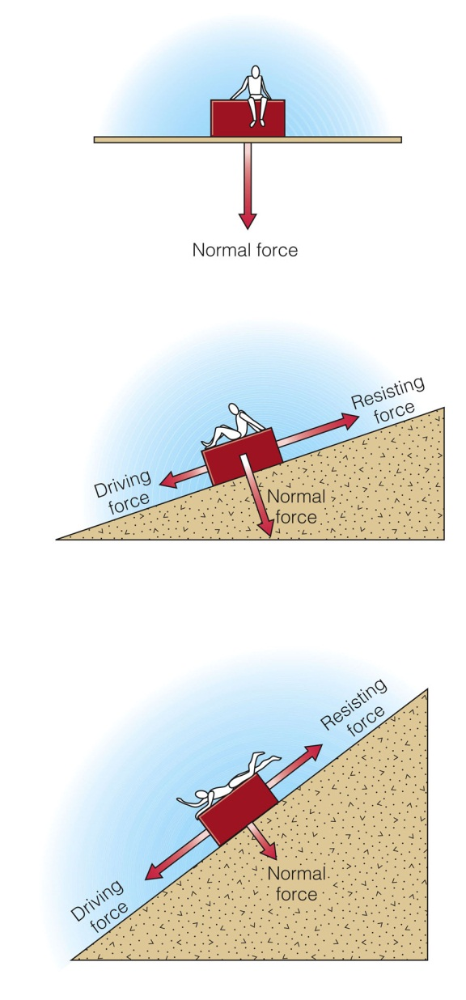 Normal force
Resisting
force
Driving
force
Normal
force
Resisting
force
Normal
force
Driving
force